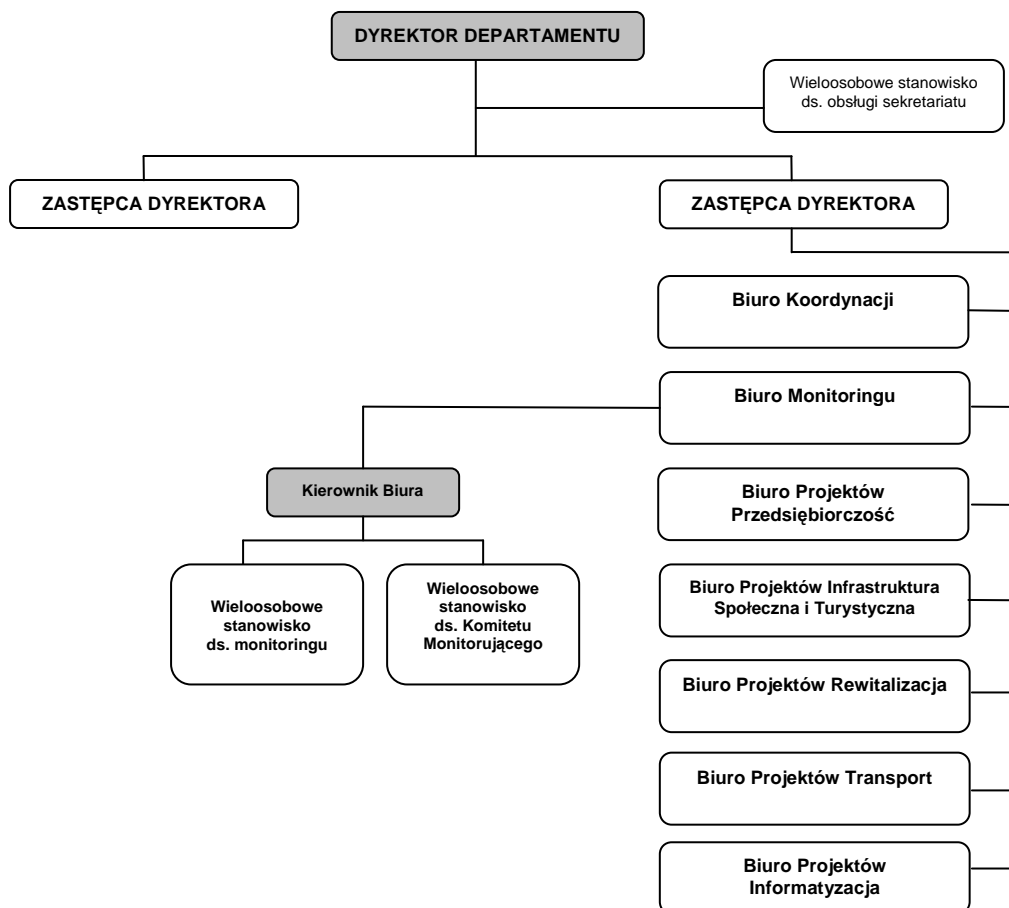 DYREKTOR DEPARTAMENTU
Wieloosobowe stanowisko
ds. obsługi sekretariatu
ZASTĘPCA DYREKTORA
ZASTĘPCA DYREKTORA
Biuro Koordynacji
Biuro Monitoringu
Kierownik Biura
Wieloosobowe
stanowisko
ds. monitoringu
Wieloosobowe
stanowisko
ds. Komitetu
Monitorującego
Biuro Projektów
Przedsiębiorczość
Biuro Projektów Infrastruktura
Społeczna i Turystyczna
Biuro Projektów Rewitalizacja
Biuro Projektów Transport
Biuro Projektów
Informatyzacja